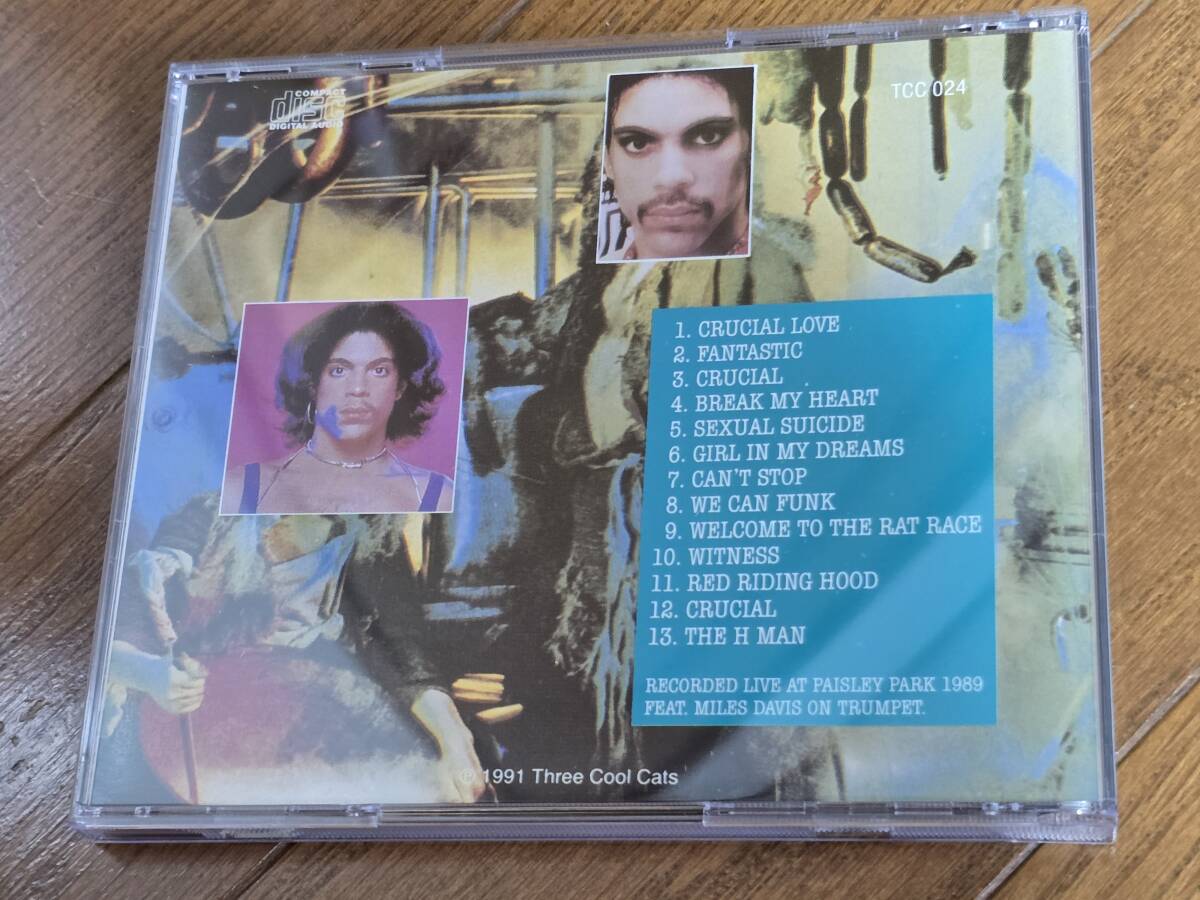 COMPACT
disc
DIGITAL AUDIO
TCC 024
1. CRUCIAL LOVE
2. FANTASTIC
3. CRUCIAL
4. BREAK MY HEART
5. SEXUAL SUICIDE
6. GIRL IN MY DREAMS
7. CAN'T STOP
8. WE CAN FUNK
9. WELCOME TO THE RAT RACE
10. WITNESS
11. RED RIDING HOOD
12. CRUCIAL
13. THE H MAN
RECORDED LIVE AT PAISLEY PARK 1989
FEAT. MILES DAVIS ON TRUMPET.
℗ 1991 Three Cool Cats